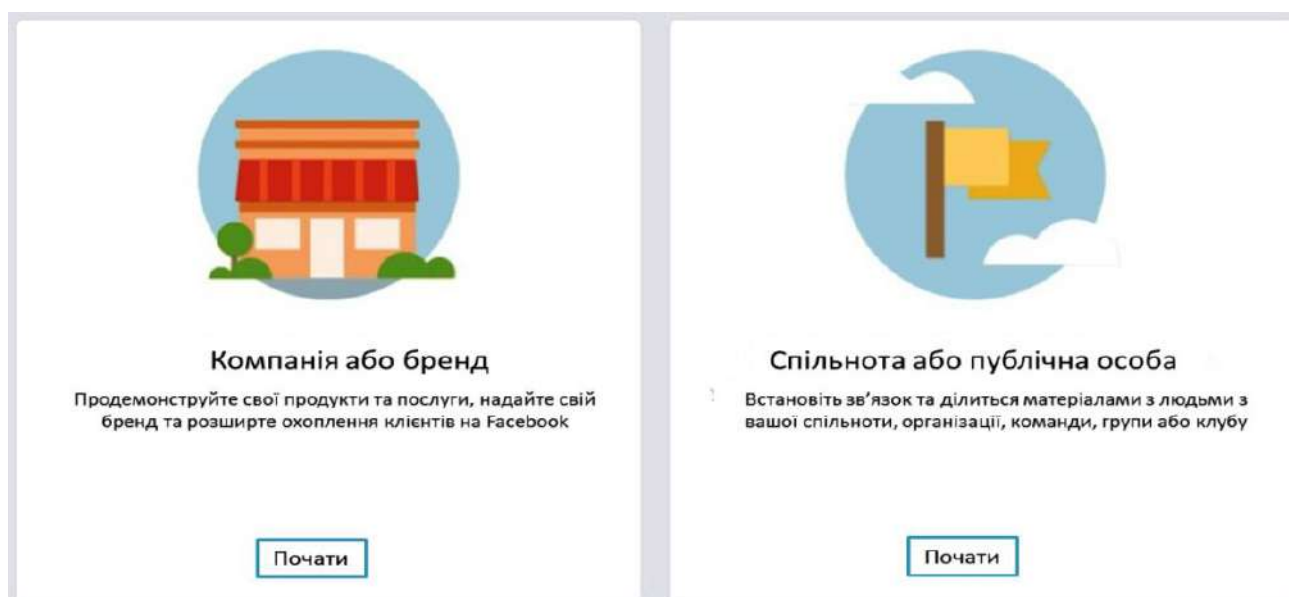 Компанія або бренд
Продемонструйте свої продукти та послуги, надайте свій
бренд та розширте охоплення клієнтів на Facebook
Почати
Спільнота або публічна особа
Встановіть зв’язок та ділиться матеріалами з людьми з
вашої спільноти, організації, команди, групи або клубу
Почати